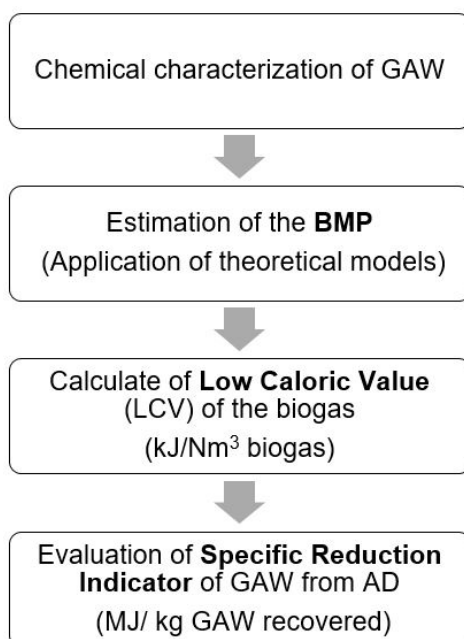 Chemical characterization of GAW
Estimation of the BMP
(Application of theoretical models)
Calculate of Low Caloric Value
(LCV) of the biogas
(kJ/Nm³ biogas)
Evaluation of Specific Reduction
Indicator of GAW from AD
(MJ/ kg GAW recovered)